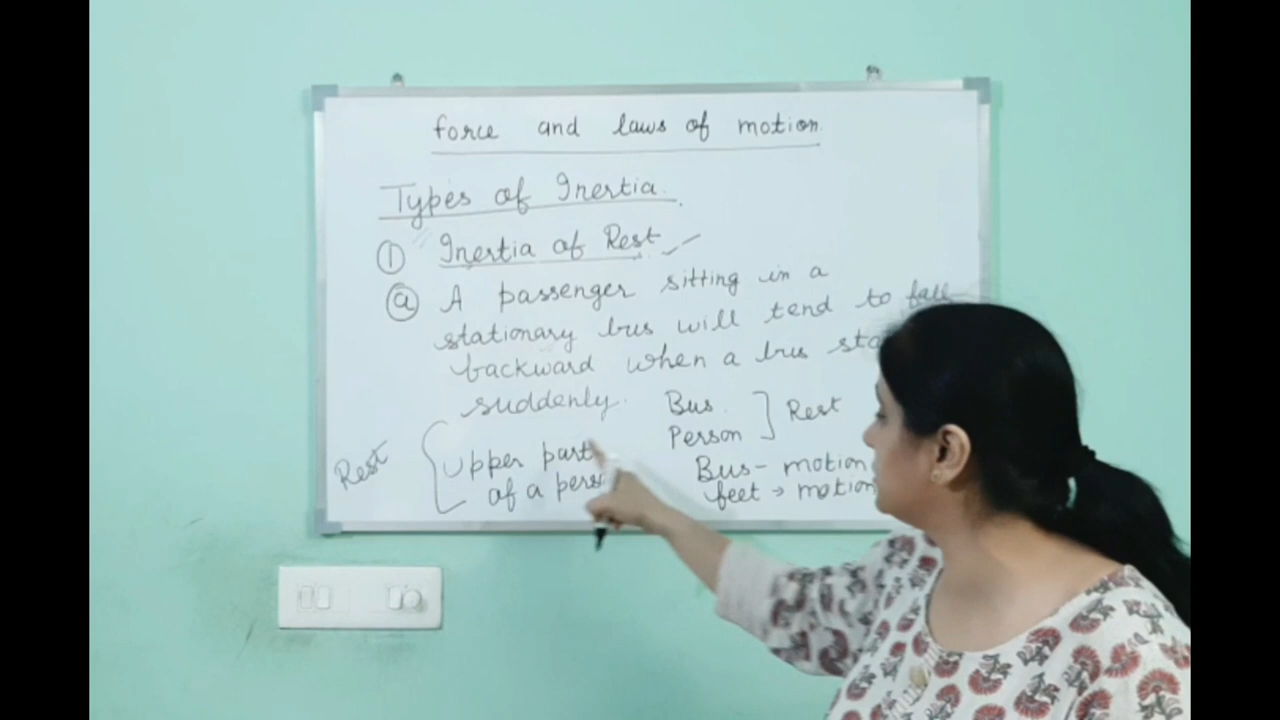 force and laws of motion.
Types of Inertia.
① Inertia of Rest
ⓐ A passenger sitting in a
stationary bus will tend to fall
backward when a bus
suddenly.
Bus
Person ] Rest
Rest { Upper part
of a
Bus - motion
feet → motion